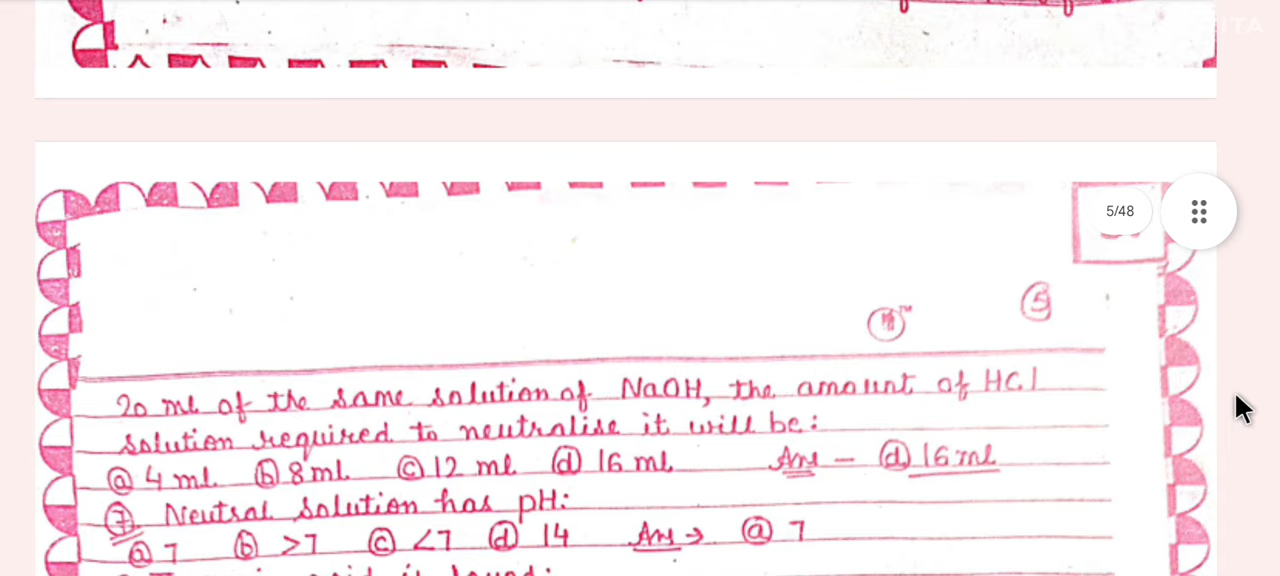 ITA
5/48
5
20 ml of the same solution of NaOH, the amount of HCl
solution required to neutralise it will be:
(a) 4 ml (b) 8 ml (c) 12 ml (d) 16 ml Ans - (d) 16 ml
7. Neutral solution has pH:
(a) 7 (b) >7 (c) <7 (d) 14 Ans → (a) 7